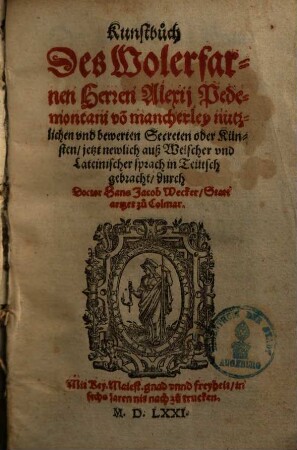 Kunstbůch
Des Wolerfar-
nen Herren Alexij Pede-
montani vō mancherley nutz-
lichen vnd bewerten Secreten oder Kün-
sten / jetzt newlich auß Welscher vnd
Lateinischer sprach in Teütsch
gebracht / durch
Doctor Hans Jacob Wecker / Statt
artzet zů Colmar.
Mit Key. Maiest. gnad vnnd freyheit / in
sechs jaren nit nach zů trucken.
M. D. LXXI.